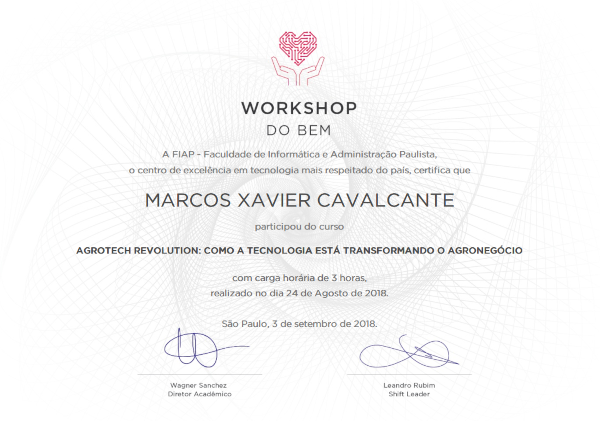 WORKSHOP
DO BEM
A FIAP – Faculdade de Informática e Administração Paulista,
o centro de excelência em tecnologia mais respeitado do país, certifica que
MARCOS XAVIER CAVALCANTE
participou do curso
AGROTECH REVOLUTION: COMO A TECNOLOGIA ESTÁ TRANSFORMANDO O AGRONEGÓCIO
com carga horária de 3 horas,
realizado no dia 24 de Agosto de 2018.
São Paulo, 3 de setembro de 2018.
Wagner Sanchez
Diretor Acadêmico
Leandro Rubim
Shift Leader